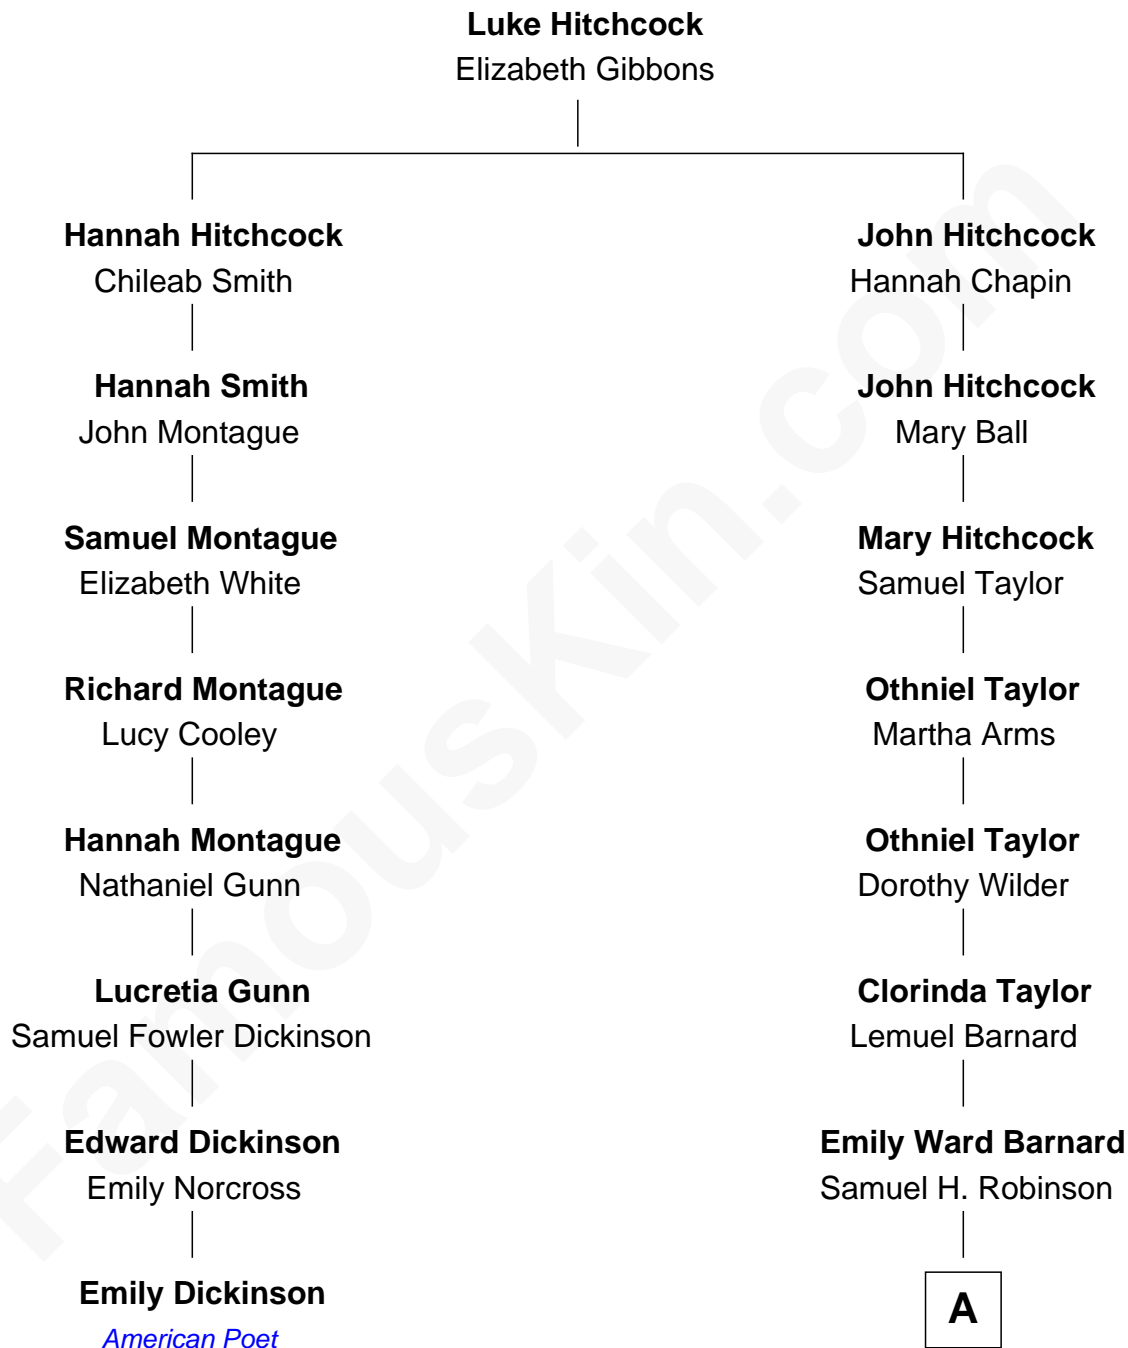 Luke Hitchcock
Elizabeth Gibbons
Hannah Hitchcock
Chileab Smith
Hannah Smith
John Montague
Samuel Montague
Elizabeth White
Richard Montague
Lucy Cooley
Hannah Montague
Nathaniel Gunn
Lucretia Gunn
Samuel Fowler Dickinson
Edward Dickinson
Emily Norcross
Emily Dickinson
American Poet
John Hitchcock
Hannah Chapin
John Hitchcock
Mary Ball
Mary Hitchcock
Samuel Taylor
Othniel Taylor
Martha Arms
Othniel Taylor
Dorothy Wilder
Clorinda Taylor
Lemuel Barnard
Emily Ward Barnard
Samuel H. Robinson
A
FamousKin.com